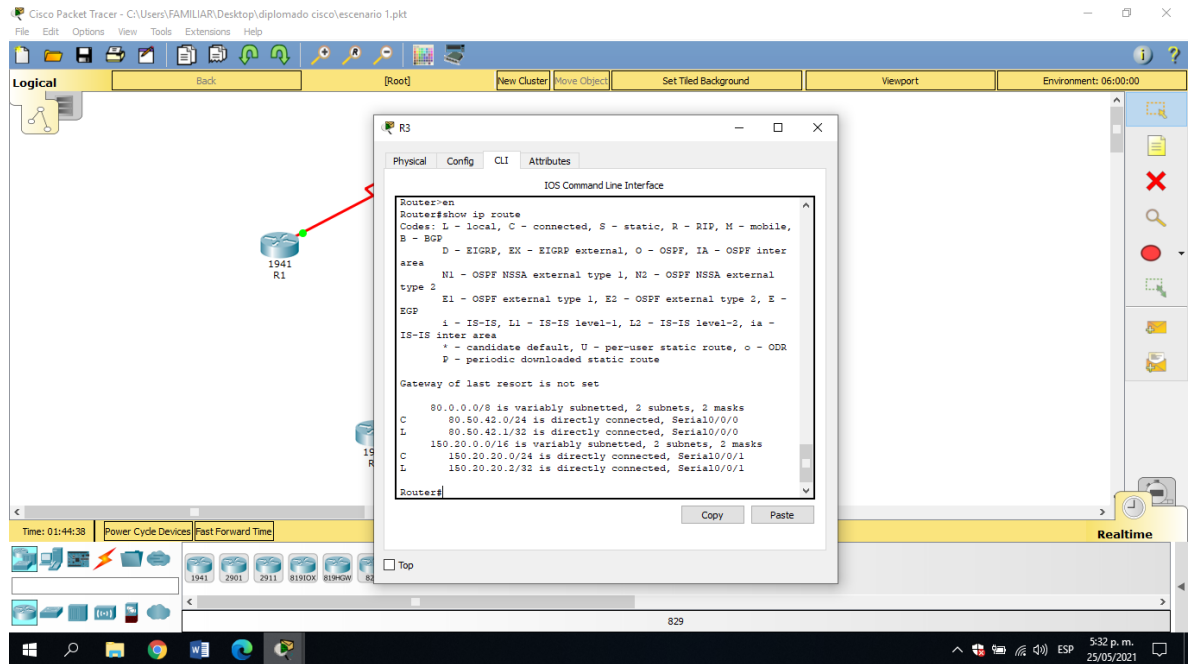 Cisco Packet Tracer - C:\Users\FAMILIAR\Desktop\diplomado cisco\escenario 1.pkt
File Edit Options View Tools Extensions Help
Logical Back [Root] New Cluster Move Object Set Tiled Background Viewport Environment: 06:00:00
1941
R1
19
R
R3
Physical Config CLI Attributes
IOS Command Line Interface
Router>en
Router#show ip route
Codes: L - local, C - connected, S - static, R - RIP, M - mobile,
B - BGP
D - EIGRP, EX - EIGRP external, O - OSPF, IA - OSPF inter
area
N1 - OSPF NSSA external type 1, N2 - OSPF NSSA external
type 2
E1 - OSPF external type 1, E2 - OSPF external type 2, E -
EGP
i - IS-IS, L1 - IS-IS level-1, L2 - IS-IS level-2, ia -
IS-IS inter area
* - candidate default, U - per-user static route, o - ODR
P - periodic downloaded static route
Gateway of last resort is not set
80.0.0.0/8 is variably subnetted, 2 subnets, 2 masks
C 80.50.42.0/24 is directly connected, Serial0/0/0
L 80.50.42.1/32 is directly connected, Serial0/0/0
150.20.0.0/16 is variably subnetted, 2 subnets, 2 masks
C 150.20.20.0/24 is directly connected, Serial0/0/1
L 150.20.20.2/32 is directly connected, Serial0/0/1
Router#
Copy Paste
Top
Time: 01:44:38 Power Cycle Devices Fast Forward Time Realtime
1941 2901 2911 819IOX 819HGW 82
829
ESP
5:32 p. m.
25/05/2021